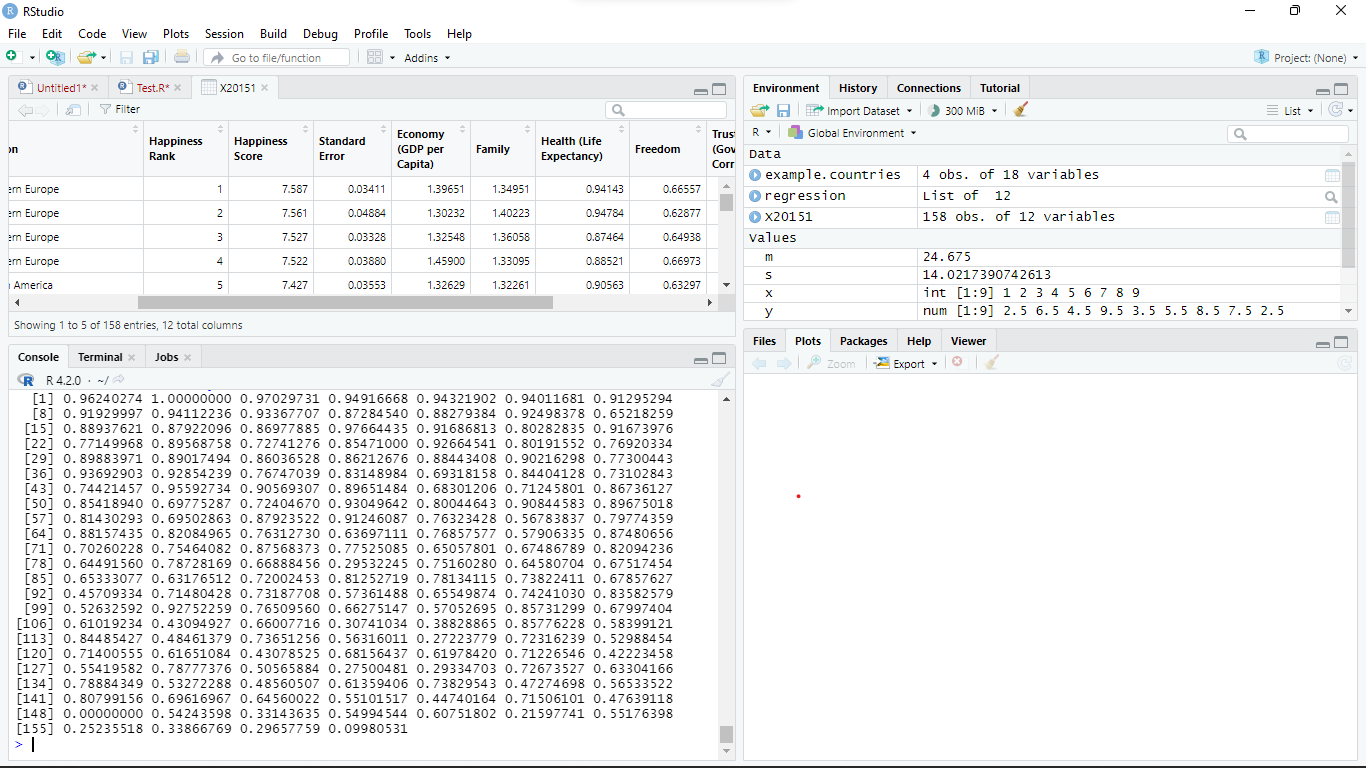 RStudio
File Edit Code View Plots Session Build Debug Profile Tools Help
Go to file/function Addins Project: (None)
Untitled1* Test.R* X20151
Filter
on Happiness Rank Happiness Score Standard Error Economy (GDP per Capita) Family Health (Life Expectancy) Freedom Trus (Gov Corr
ern Europe 1 7.587 0.03411 1.39651 1.34951 0.94143 0.66557
ern Europe 2 7.561 0.04884 1.30232 1.40223 0.94784 0.62877
ern Europe 3 7.527 0.03328 1.32548 1.36058 0.87464 0.64938
ern Europe 4 7.522 0.03880 1.45900 1.33095 0.88521 0.66973
America 5 7.427 0.03553 1.32629 1.32261 0.90563 0.63297
Showing 1 to 5 of 158 entries, 12 total columns
Console Terminal Jobs
R 4.2.0 · ~/
[1] 0.96240274 1.00000000 0.97029731 0.94916668 0.94321902 0.94011681 0.91295294
[8] 0.91929997 0.94112236 0.93367707 0.87284540 0.88279384 0.92498378 0.65218259
[15] 0.88937621 0.87922096 0.86977885 0.97664435 0.91686813 0.80282835 0.91673976
[22] 0.77149968 0.89568758 0.72741276 0.85471000 0.92664541 0.80191552 0.76920334
[29] 0.89883971 0.89017494 0.86036528 0.86212676 0.88443408 0.90216298 0.77300443
[36] 0.93692903 0.92854239 0.76747039 0.83148984 0.69318158 0.84404128 0.73102843
[43] 0.74421457 0.95592734 0.90569307 0.89651484 0.68301206 0.71245801 0.86736127
[50] 0.85418940 0.69775287 0.72404670 0.93049642 0.80044643 0.90844583 0.89675018
[57] 0.81430293 0.69502863 0.87923522 0.91246087 0.76323428 0.56783837 0.79774359
[64] 0.88157435 0.82084965 0.76312730 0.63697111 0.76857577 0.57906335 0.87480656
[71] 0.70260228 0.75464082 0.87568373 0.77525085 0.65057801 0.67486789 0.82094236
[78] 0.64491560 0.78728169 0.66888456 0.29532245 0.75160280 0.64580704 0.67517454
[85] 0.65333077 0.63176512 0.72002453 0.81252719 0.78134115 0.73822411 0.67857627
[92] 0.45709334 0.71480428 0.73187708 0.57361488 0.65549874 0.74241030 0.83582579
[99] 0.52632592 0.92752259 0.76509560 0.66275147 0.57052695 0.85731299 0.67997404
[106] 0.61019234 0.43094927 0.66007716 0.30741034 0.38828865 0.85776228 0.58399121
[113] 0.84485427 0.48461379 0.73651256 0.56316011 0.27223779 0.72316239 0.52988454
[120] 0.71400555 0.61651084 0.43078525 0.68156437 0.61978420 0.71226546 0.42223458
[127] 0.55419582 0.78777376 0.50565884 0.27500481 0.29334703 0.72673527 0.63304166
[134] 0.78884349 0.53272288 0.48560507 0.61359406 0.73829543 0.47274698 0.56533522
[141] 0.80799156 0.69616967 0.64560022 0.55101517 0.44740164 0.71506101 0.47639118
[148] 0.00000000 0.54243598 0.33143635 0.54994544 0.60751802 0.21597741 0.55176398
[155] 0.25235518 0.33866769 0.29657759 0.09980531
>
Environment History Connections Tutorial
Import Dataset 300 MiB List
R Global Environment
Data
example.countries 4 obs. of 18 variables
regression List of 12
X20151 158 obs. of 12 variables
values
m 24.675
s 14.0217390742613
x int [1:9] 1 2 3 4 5 6 7 8 9
y num [1:9] 2.5 6.5 4.5 9.5 3.5 5.5 8.5 7.5 2.5
Files Plots Packages Help Viewer
Zoom Export